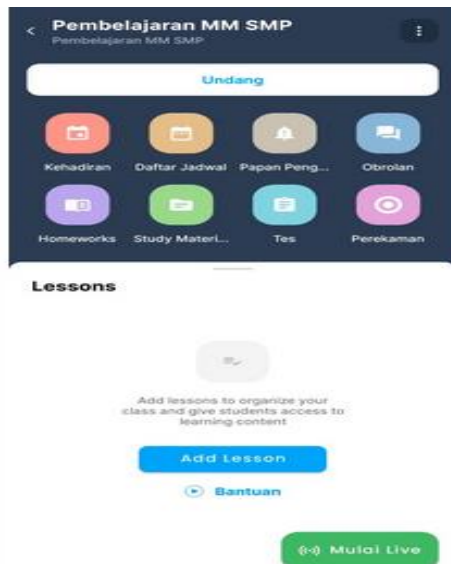 Pembelajaran MM SMP
Pembelajaran MM SMP
Undang
Kehadiran Daftar Jadwal Papan Peng... Obrolan
Homeworks Study Materi... Tes Perekaman
Lessons
Add lessons to organize your
class and give students access to
learning content
Add Lesson
Bantuan
Mulai Live